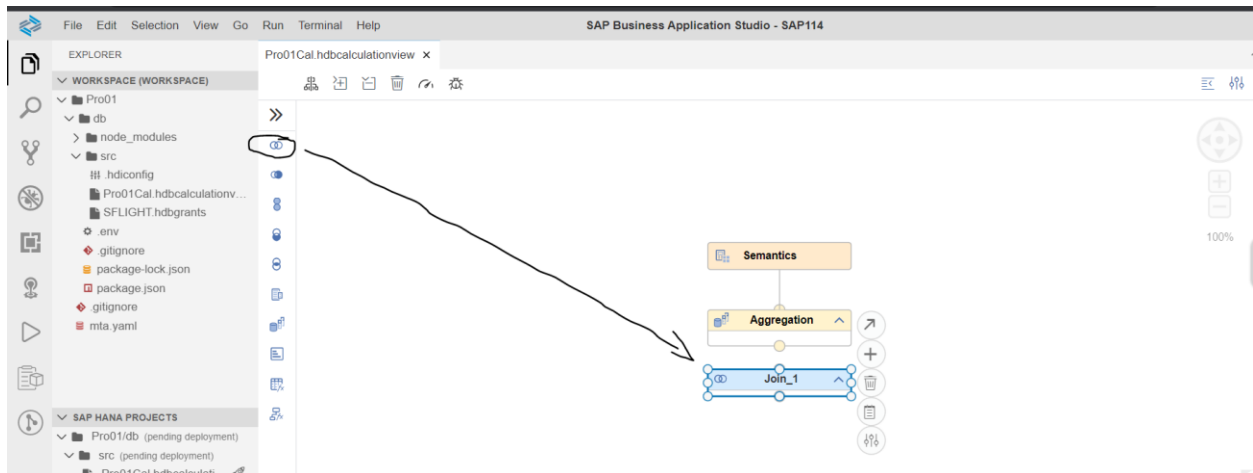 File Edit Selection View Go Run Terminal Help
SAP Business Application Studio - SAP114
EXPLORER
Pro01Cal.hdbcalculationview ×
WORKSPACE (WORKSPACE)
Pro01
db
node_modules
src
.hdiconfig
Pro01Cal.hdbcalculationv...
SFLIGHT.hdbgrants
.env
.gitignore
package-lock.json
package.json
.gitignore
mta.yaml
100%
Semantics
Aggregation
Join_1
SAP HANA PROJECTS
Pro01/db (pending deployment)
src (pending deployment)
Pro01Cal.hdbcalculati...